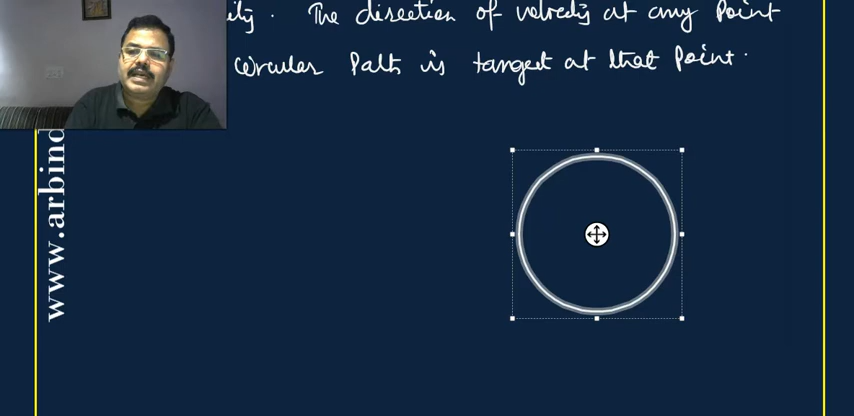 ity. The direction of velocity at any point
circular Path is tangent at that Point.
www.arbind